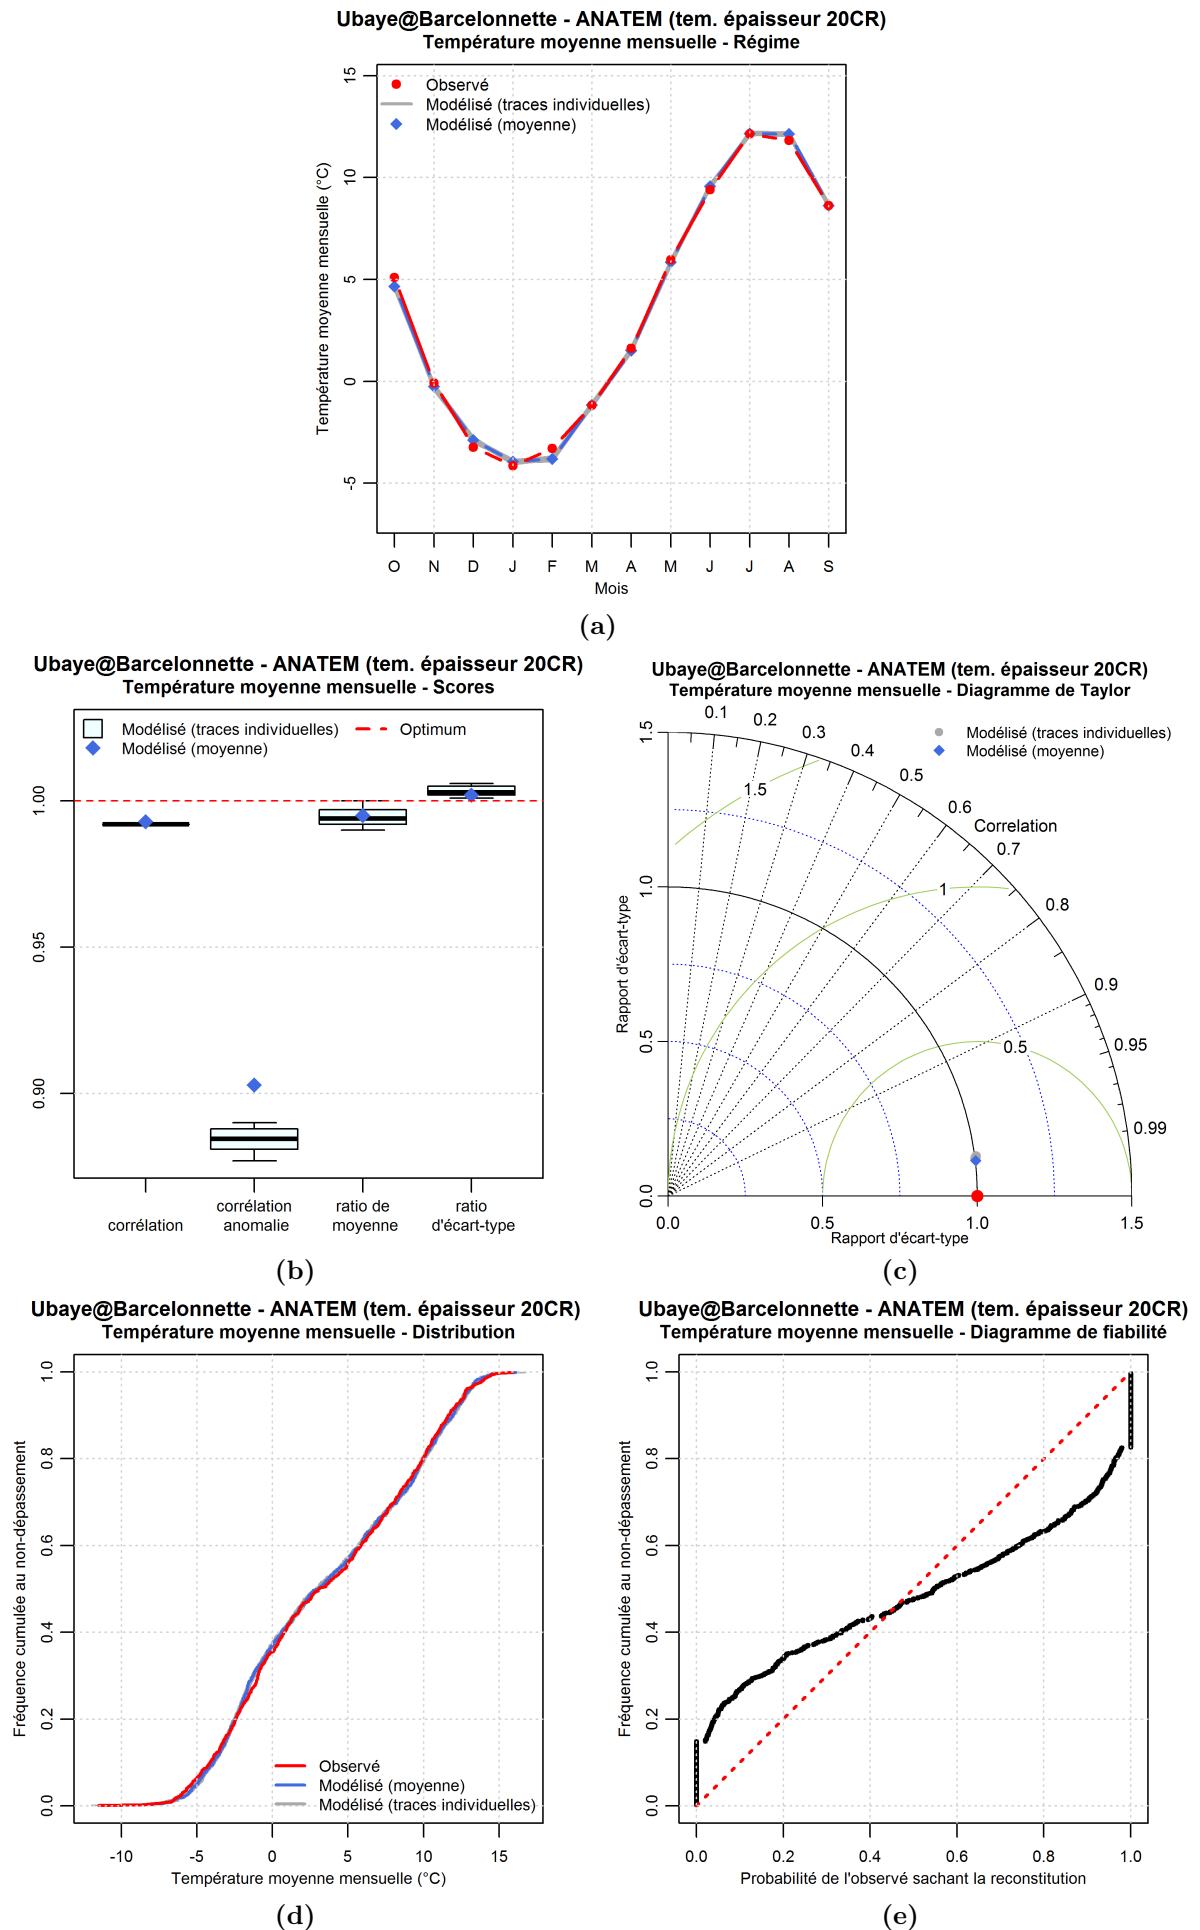 Ubaye@Barcelonnette - ANATEM (tem. épaisseur 20CR)
Température moyenne mensuelle - Régime
Observé
Modélisé (traces individuelles)
Modélisé (moyenne)
Température moyenne mensuelle (°C)
15
10
5
0
-5
O N D J F M A M J J A S
Mois
(a)
Ubaye@Barcelonnette - ANATEM (tem. épaisseur 20CR)
Température moyenne mensuelle - Scores
Modélisé (traces individuelles)
Optimum
Modélisé (moyenne)
1.00
0.95
0.90
corrélation
corrélation anomalie
ratio de moyenne
ratio d'écart-type
(b)
Ubaye@Barcelonnette - ANATEM (tem. épaisseur 20CR)
Température moyenne mensuelle - Diagramme de Taylor
Modélisé (traces individuelles)
Modélisé (moyenne)
0.1 0.2 0.3 0.4 0.5 0.6 0.7 0.8 0.9 0.95 0.99
Correlation
1.5
1
0.5
Rapport d'écart-type
1.5
1.0
0.5
0.0
0.0 0.5 1.0 1.5
Rapport d'écart-type
(c)
Ubaye@Barcelonnette - ANATEM (tem. épaisseur 20CR)
Température moyenne mensuelle - Distribution
Fréquence cumulée au non-dépassement
1.0
0.8
0.6
0.4
0.2
0.0
Observé
Modélisé (moyenne)
Modélisé (traces individuelles)
-10 -5 0 5 10 15
Température moyenne mensuelle (°C)
(d)
Ubaye@Barcelonnette - ANATEM (tem. épaisseur 20CR)
Température moyenne mensuelle - Diagramme de fiabilité
Fréquence cumulée au non-dépassement
1.0
0.8
0.6
0.4
0.2
0.0
0.0 0.2 0.4 0.6 0.8 1.0
Probabilité de l'observé sachant la reconstitution
(e)